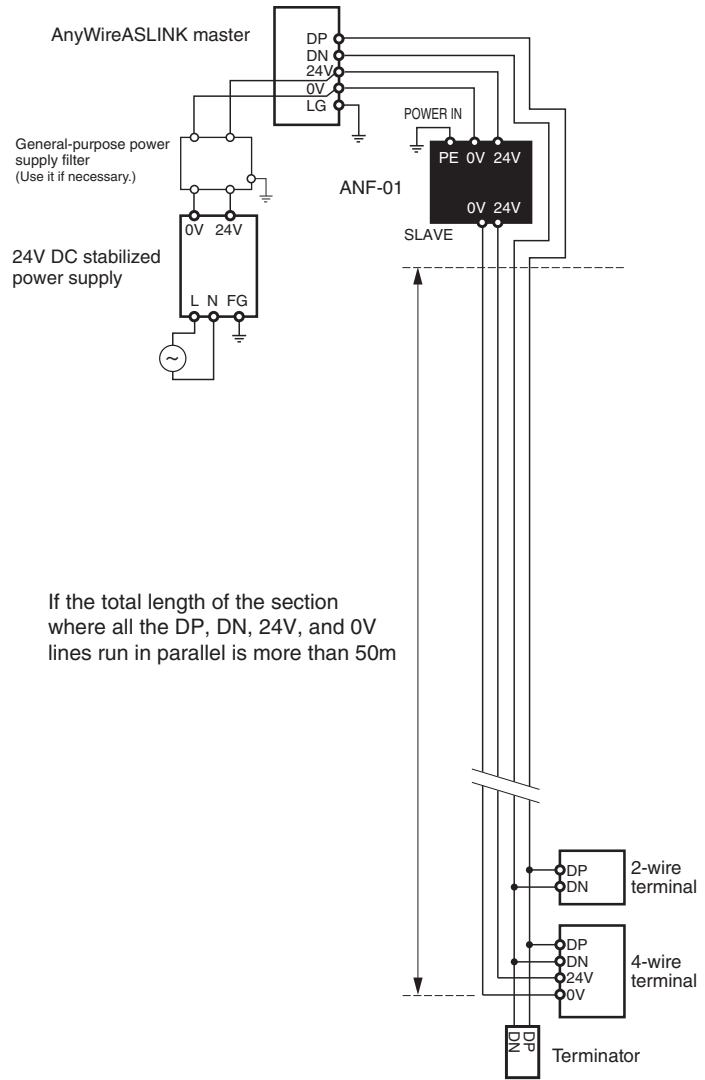 AnyWireASLINK master
DP
DN
24V
0V
LG
General-purpose power
supply filter
(Use it if necessary.)
POWER IN
PE 0V 24V
ANF-01
0V 24V
SLAVE
0V 24V
24V DC stabilized
power supply
L N FG
~
If the total length of the section
where all the DP, DN, 24V, and 0V
lines run in parallel is more than 50m
DP
DN
2-wire
terminal
DP
DN
24V
0V
4-wire
terminal
DN
DP
Terminator